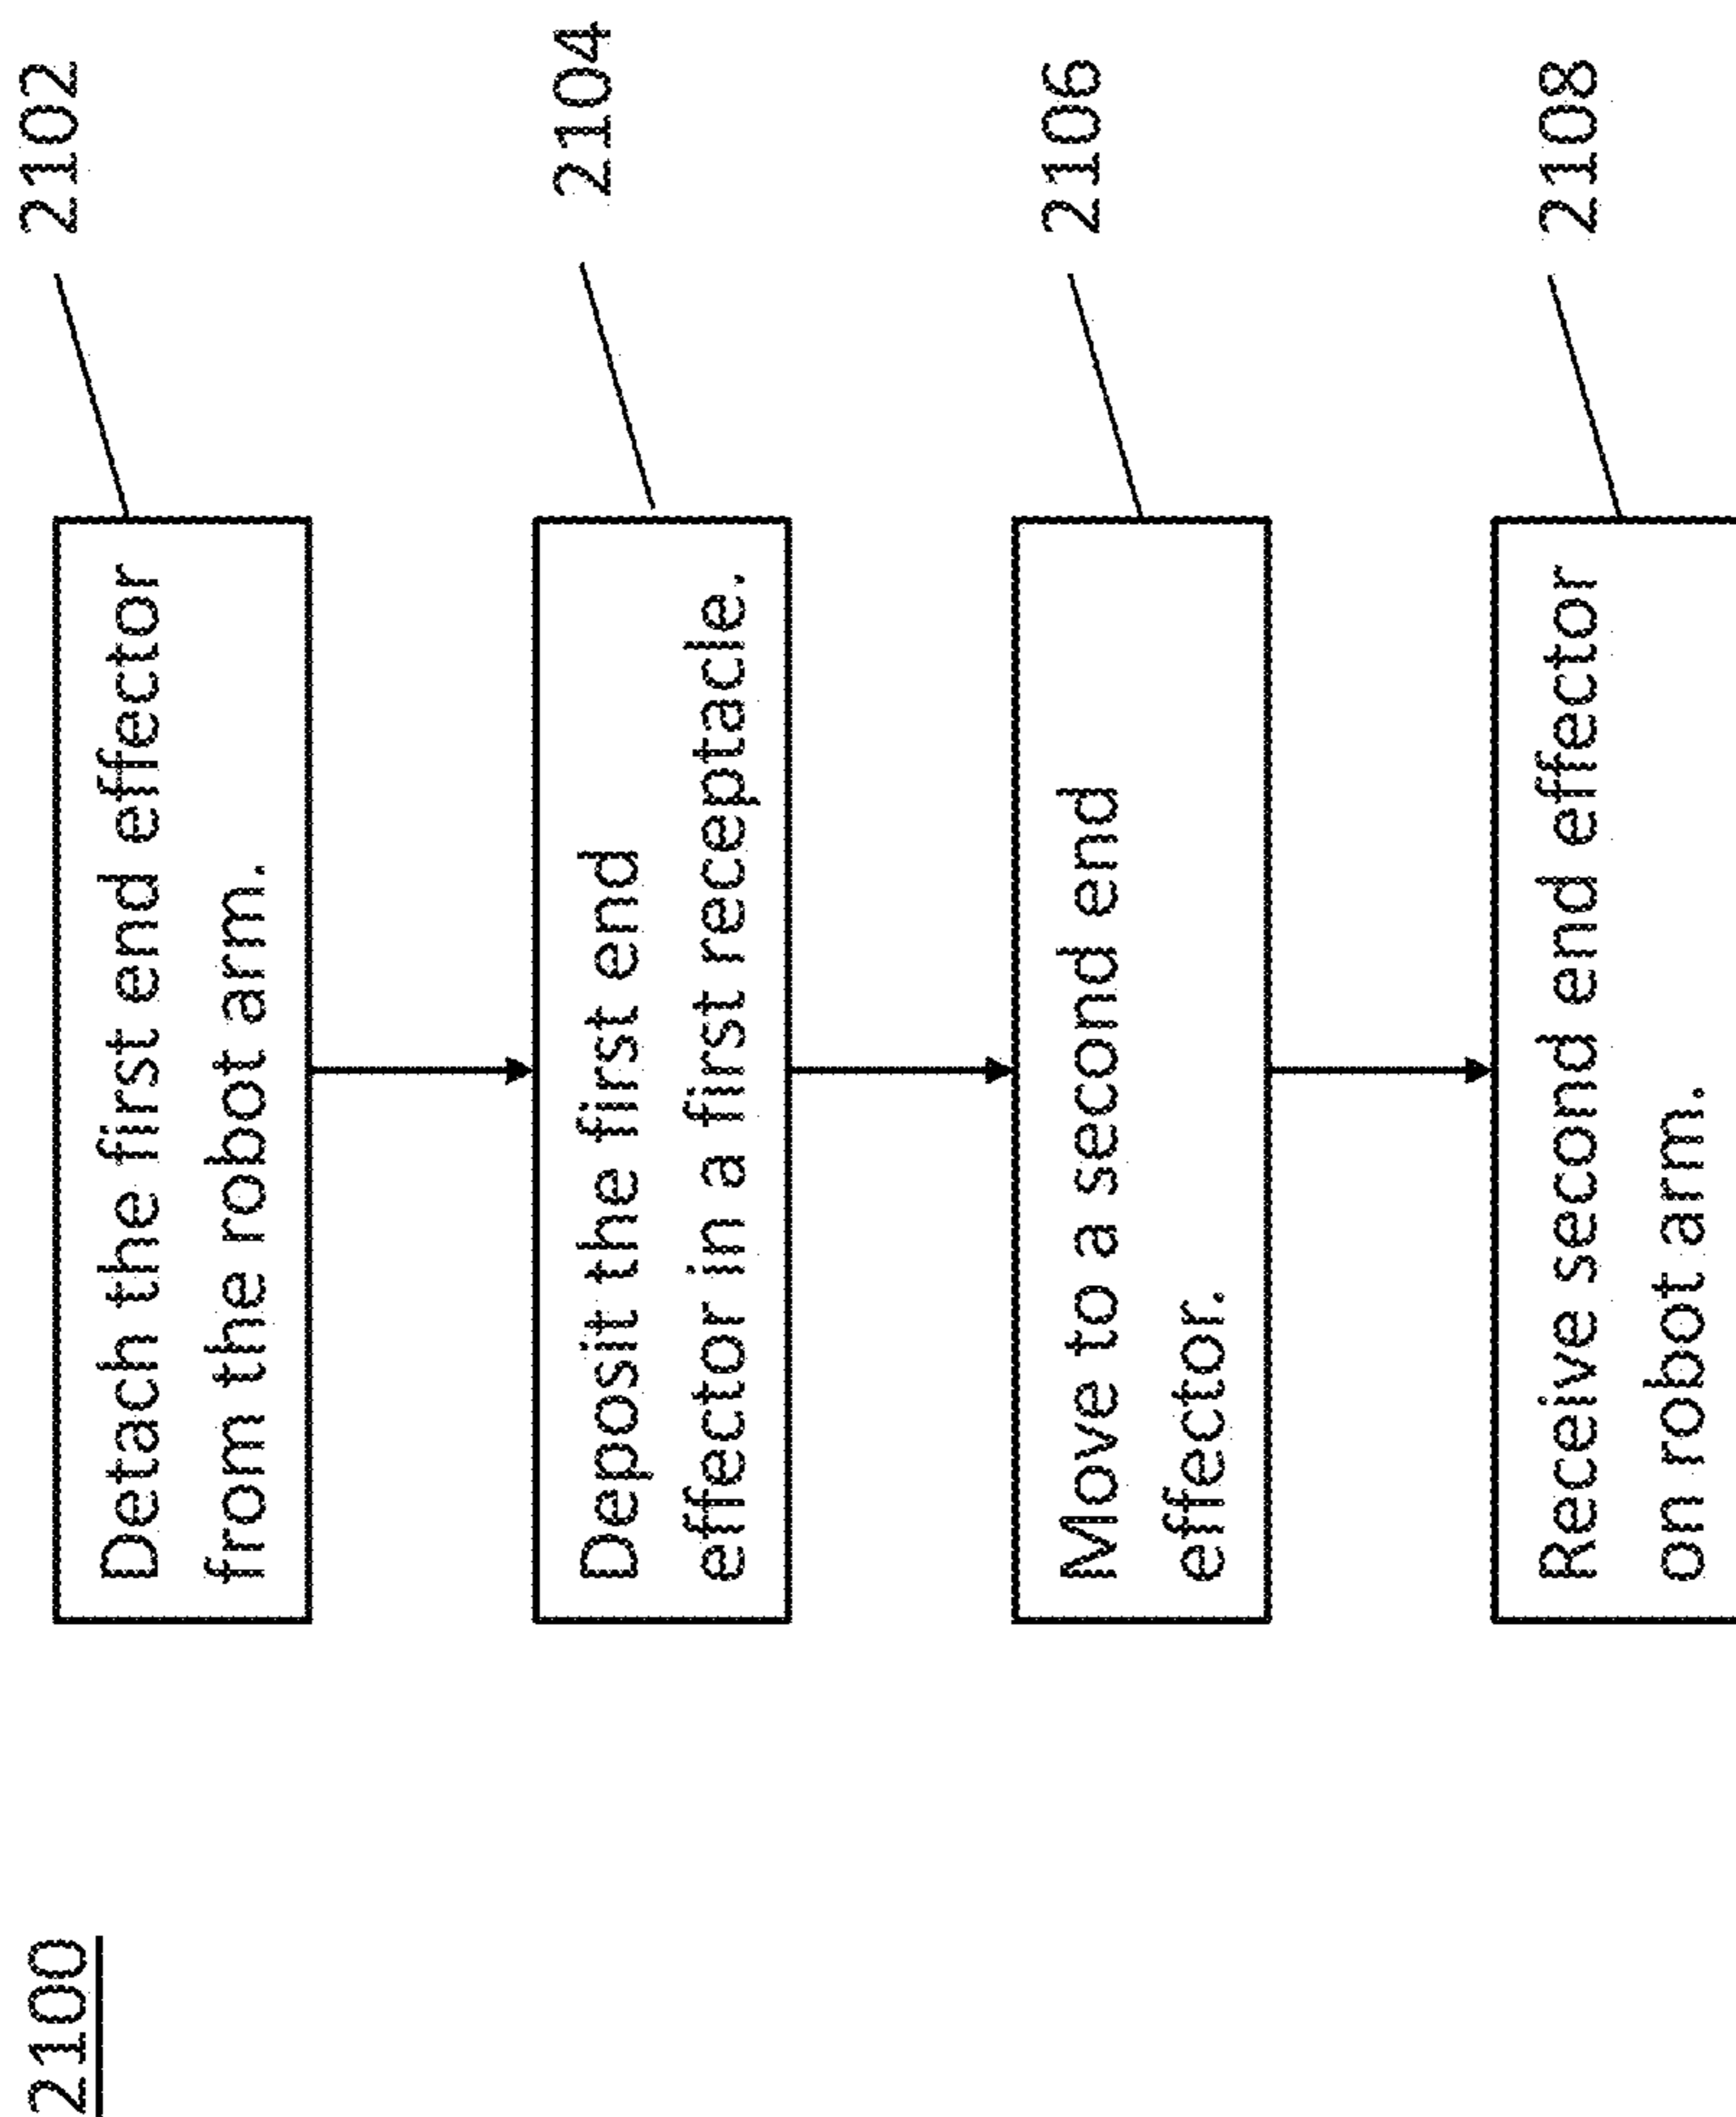 2100
Detach the first end effector
from the robot arm.
2102
Deposit the first end
effector in a first receptacle.
2104
Move to a second end
effector.
2106
Receive second end effector
on robot arm.
2108